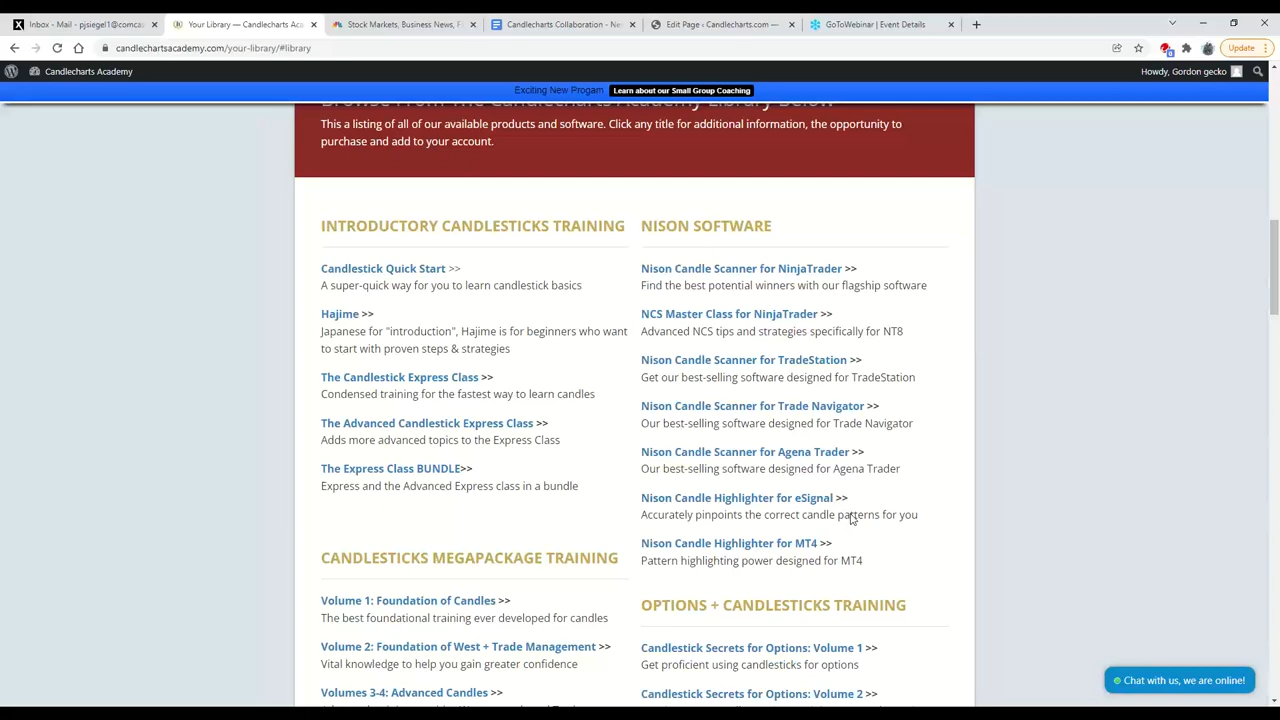 Inbox - Mail - pjsiegel1@comca
Your Library — Candlecharts Aca
Stock Markets, Business News, F
Candlecharts Collaboration - Ne
Edit Page ‹ Candlecharts.com —
GoToWebinar | Event Details
candlechartsacademy.com/your-library/#library
Update
Candlecharts Academy
Howdy, Gordon gecko
Exciting New Progam
Learn about our Small Group Coaching
Browse From The Candlecharts Academy Library Below
This a listing of all of our available products and software. Click any title for additional information, the opportunity to
purchase and add to your account.
INTRODUCTORY CANDLESTICKS TRAINING
Candlestick Quick Start >>
A super-quick way for you to learn candlestick basics
Hajime >>
Japanese for "introduction", Hajime is for beginners who want
to start with proven steps & strategies
The Candlestick Express Class >>
Condensed training for the fastest way to learn candles
The Advanced Candlestick Express Class >>
Adds more advanced topics to the Express Class
The Express Class BUNDLE>>
Express and the Advanced Express class in a bundle
CANDLESTICKS MEGAPACKAGE TRAINING
Volume 1: Foundation of Candles >>
The best foundational training ever developed for candles
Volume 2: Foundation of West + Trade Management >>
Vital knowledge to help you gain greater confidence
Volumes 3-4: Advanced Candles >>
NISON SOFTWARE
Nison Candle Scanner for NinjaTrader >>
Find the best potential winners with our flagship software
NCS Master Class for NinjaTrader >>
Advanced NCS tips and strategies specifically for NT8
Nison Candle Scanner for TradeStation >>
Get our best-selling software designed for TradeStation
Nison Candle Scanner for Trade Navigator >>
Our best-selling software designed for Trade Navigator
Nison Candle Scanner for Agena Trader >>
Our best-selling software designed for Agena Trader
Nison Candle Highlighter for eSignal >>
Accurately pinpoints the correct candle patterns for you
Nison Candle Highlighter for MT4 >>
Pattern highlighting power designed for MT4
OPTIONS + CANDLESTICKS TRAINING
Candlestick Secrets for Options: Volume 1 >>
Get proficient using candlesticks for options
Candlestick Secrets for Options: Volume 2 >>
Chat with us, we are online!